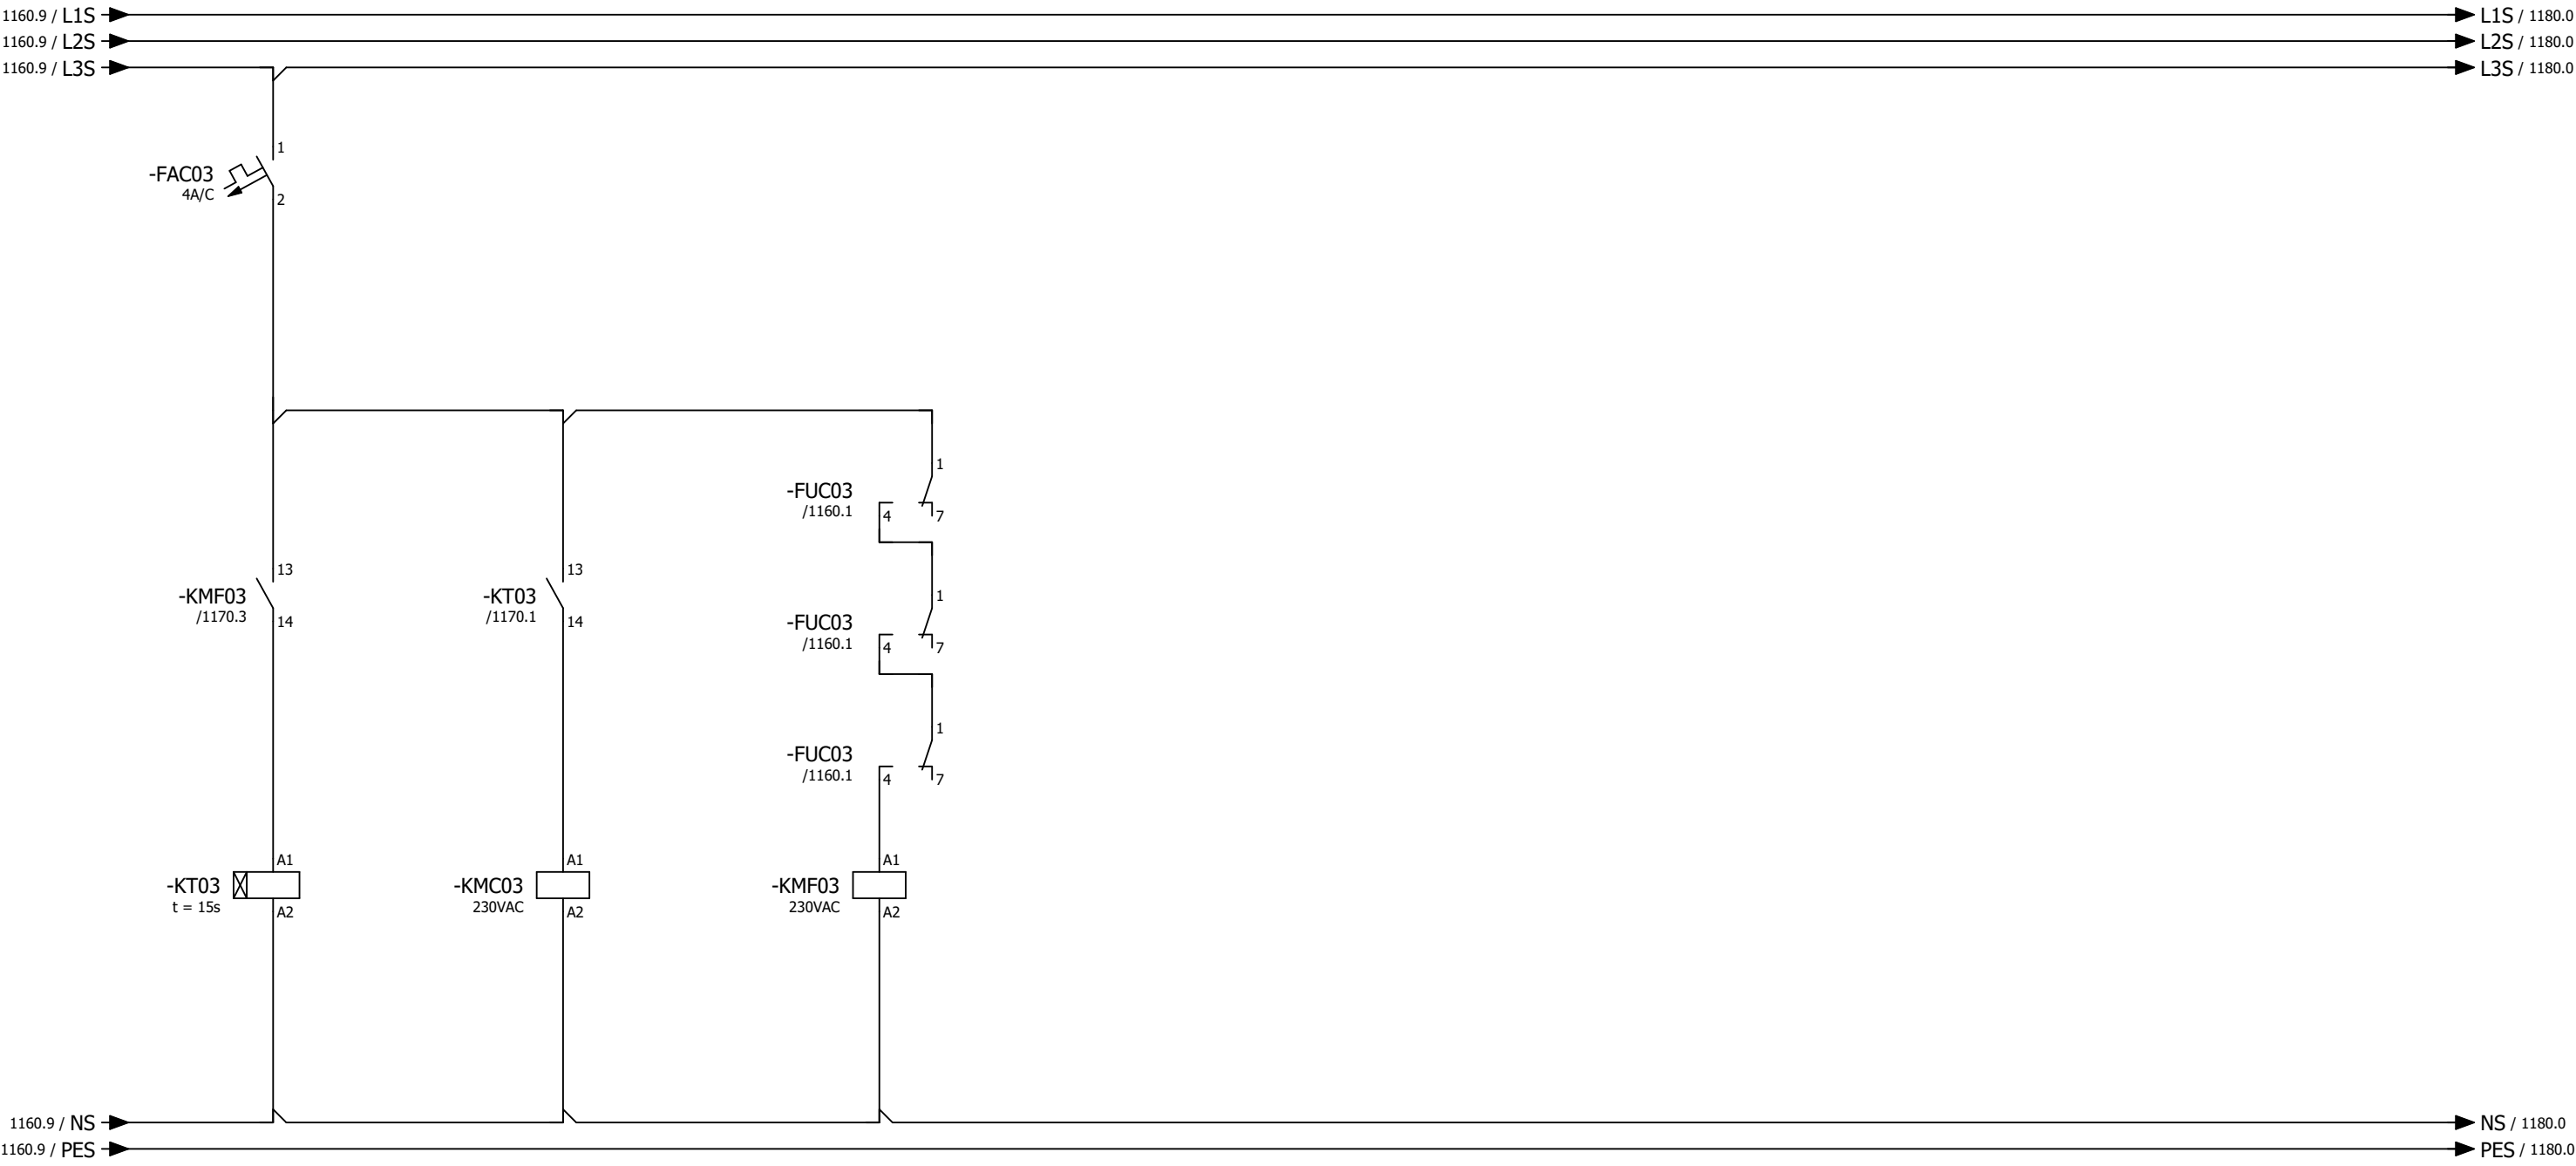 1160.9 / L1S
L1S / 1180.0
1160.9 / L2S
L2S / 1180.0
1160.9 / L3S
L3S / 1180.0
1
-FAC03
4A/C
2
1
-FUC03
/1160.1
4
7
13
-KMF03
/1170.3
14
13
-KT03
/1170.1
14
1
-FUC03
/1160.1
4
7
1
-FUC03
/1160.1
4
7
A1
-KT03
t = 15s
A2
A1
-KMC03
230VAC
A2
A1
-KMF03
230VAC
A2
1160.9 / NS
NS / 1180.0
1160.9 / PES
PES / 1180.0